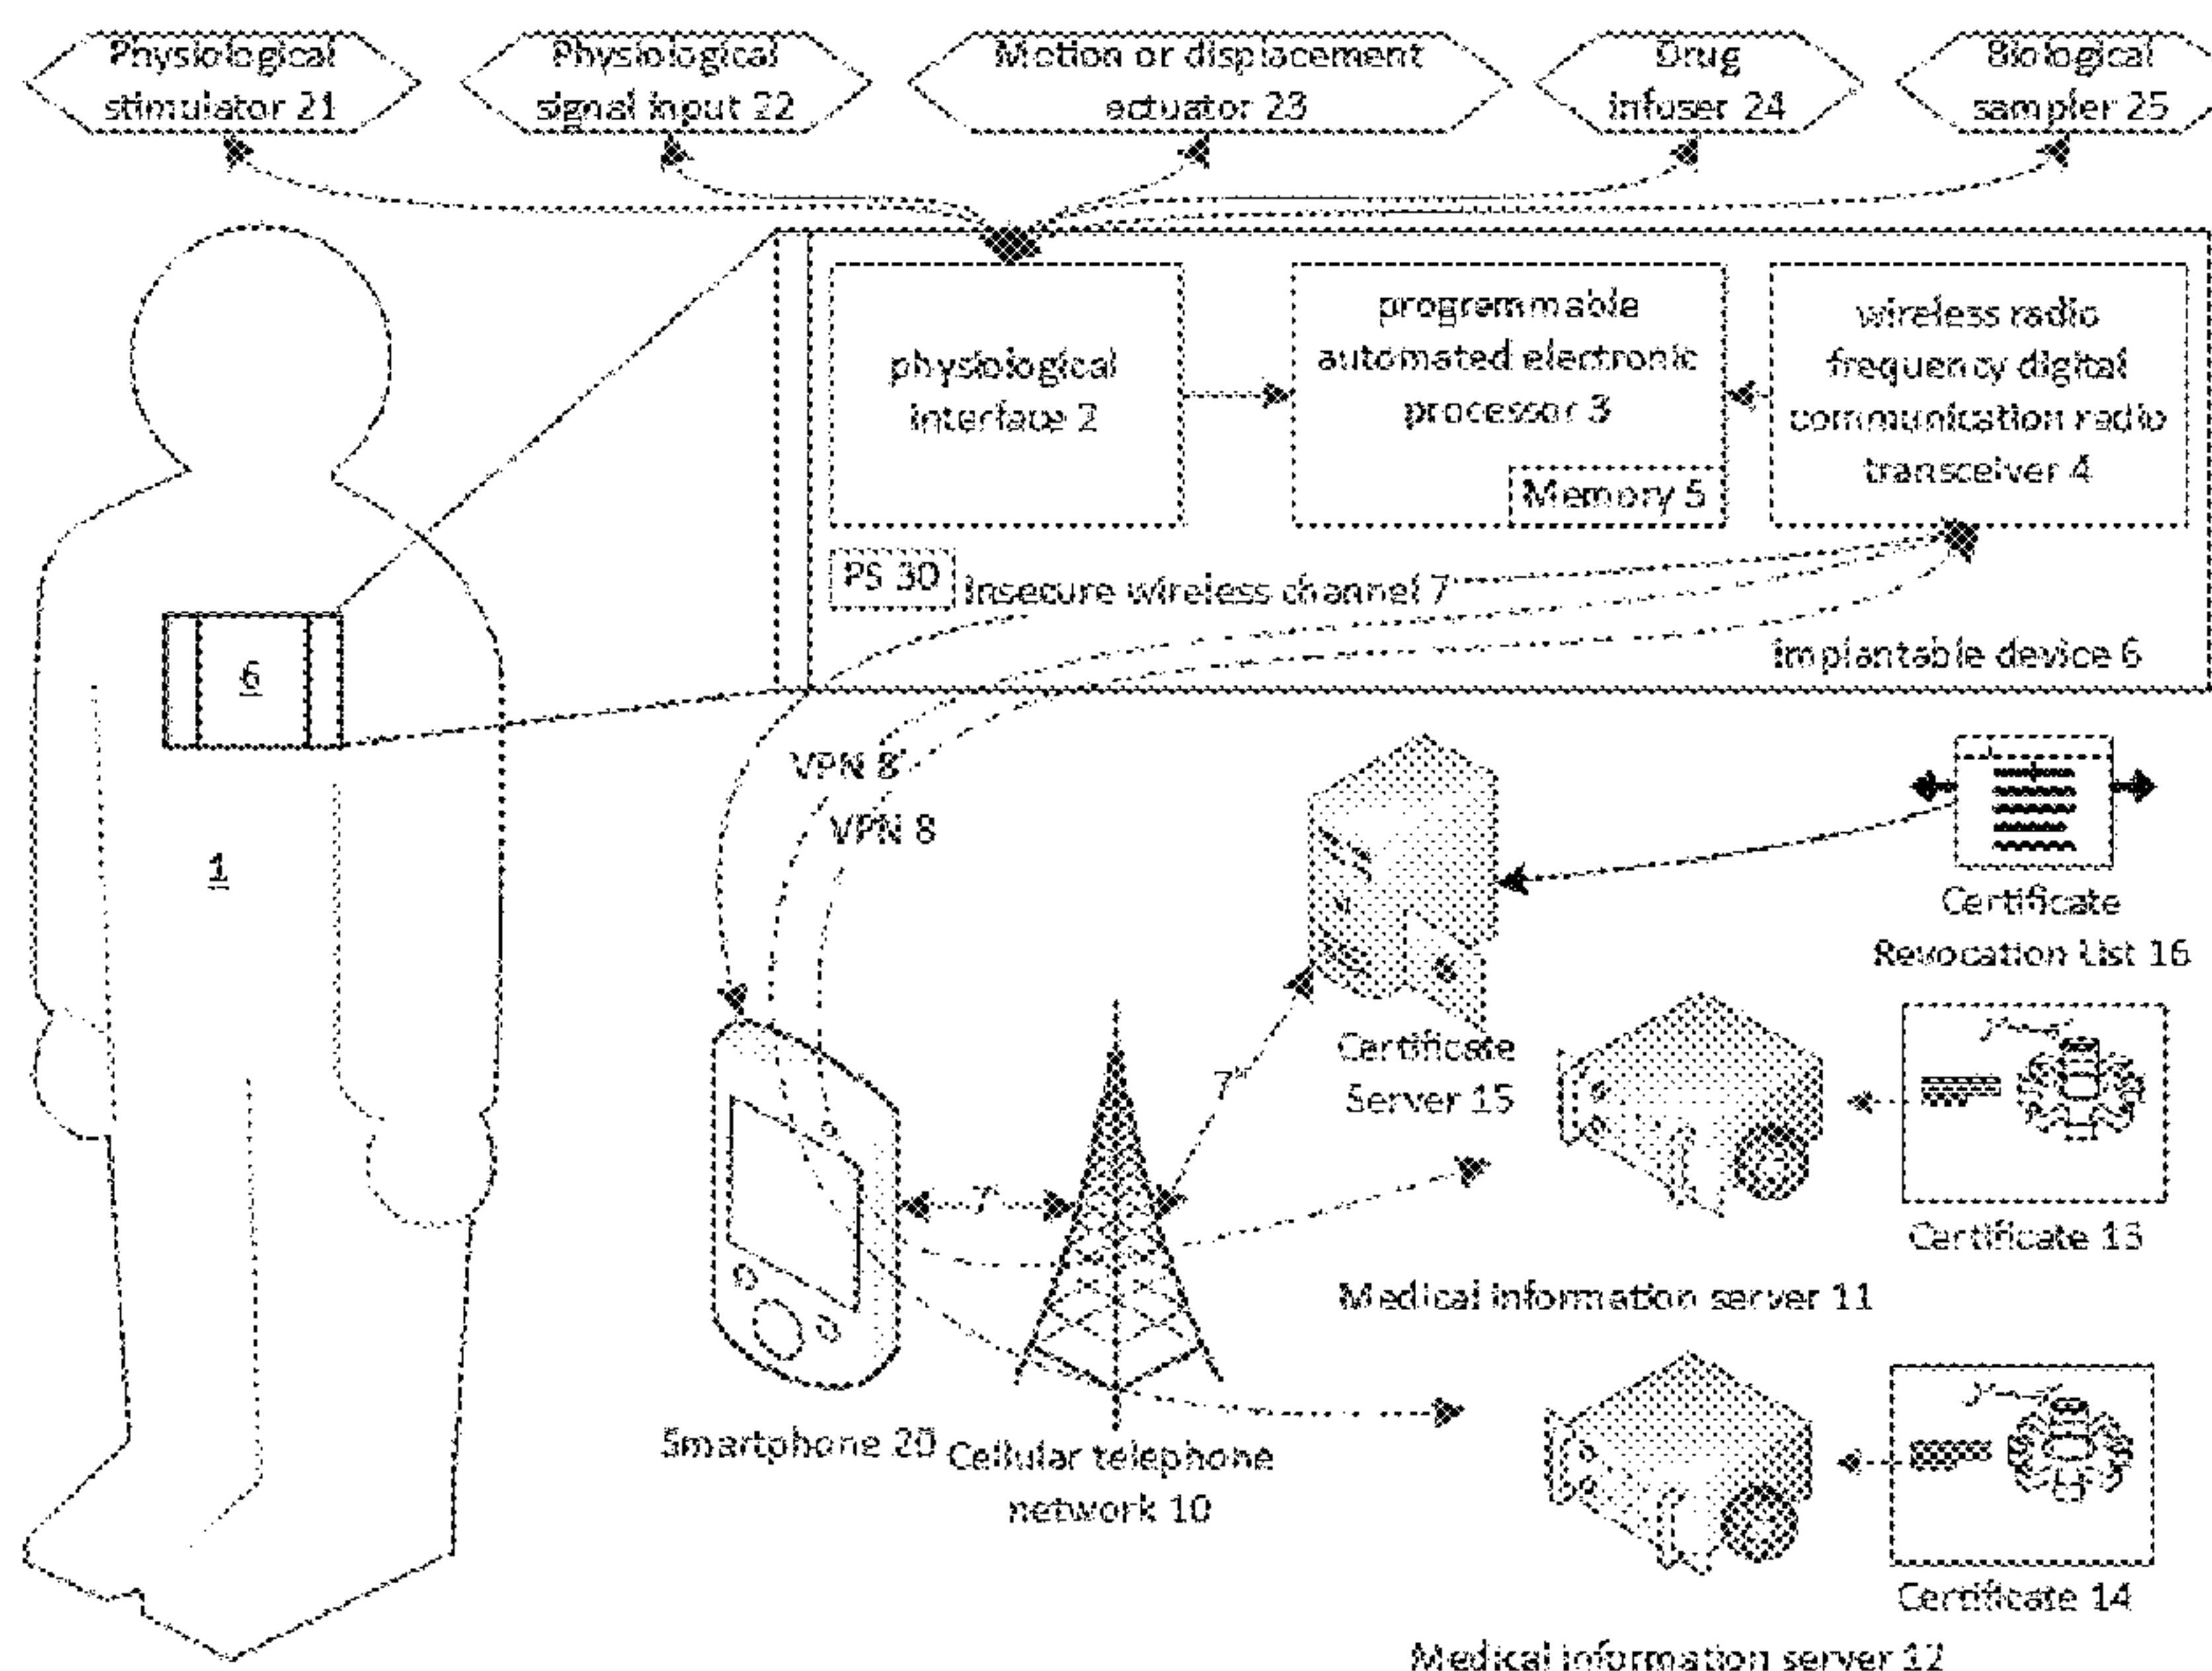 Physiological
stimulator 21
Physiological
signal input 22
Motion or displacement
actuator 23
Drug
infuser 24
Biological
sampler 25
physiological
interface 2
programmable
automated electronic
processor 3
Memory 5
wireless radio
frequency digital
communication radio
transceiver 4
PS 30
Insecure wireless channel 7
implantable device 6
6
1
VPN 8'
VPN 8
Certificate
Revocation List 16
Certificate
Server 15
7"
7'
Certificate 13
Medical information server 11
Smartphone 20
Cellular telephone
network 10
Certificate 14
Medical information server 12